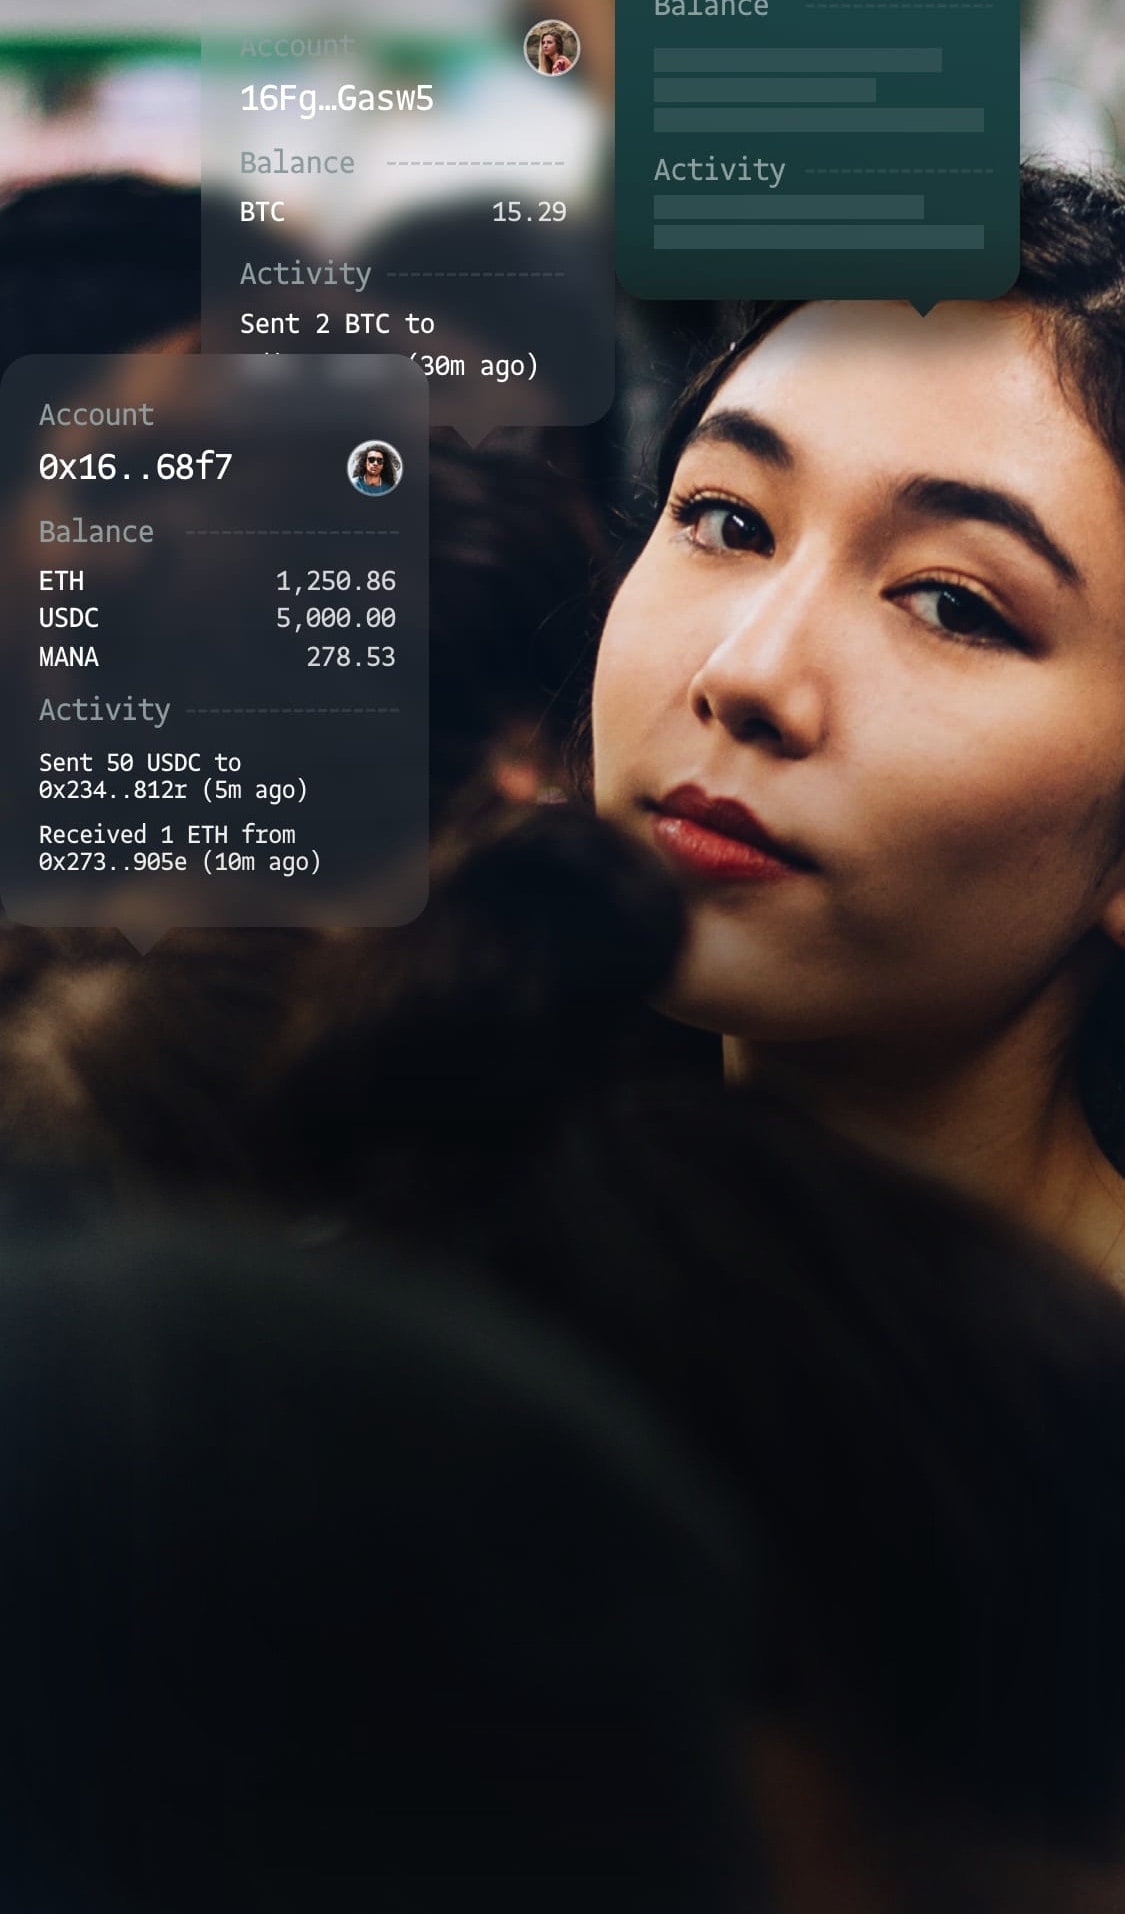 Account
16Fg…Gasw5
Balance
BTC 15.29
Activity
Sent 2 BTC to
(30m ago)
Balance
Activity
Account
0x16..68f7
Balance
ETH 1,250.86
USDC 5,000.00
MANA 278.53
Activity
Sent 50 USDC to
0x234..812r (5m ago)
Received 1 ETH from
0x273..905e (10m ago)